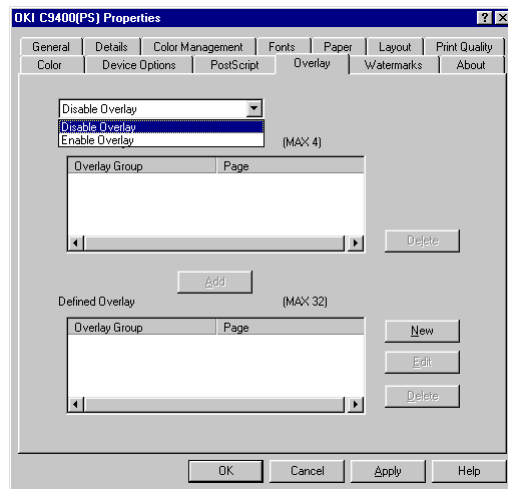 OKI C9400(PS) Properties
General Details Color Management Fonts Paper Layout Print Quality
Color Device Options PostScript Overlay Watermarks About
Disable Overlay
Disable Overlay
Enable Overlay
(MAX 4)
Overlay Group Page
Delete
Add
Defined Overlay (MAX 32)
Overlay Group Page
New
Edit
Delete
OK Cancel Apply Help